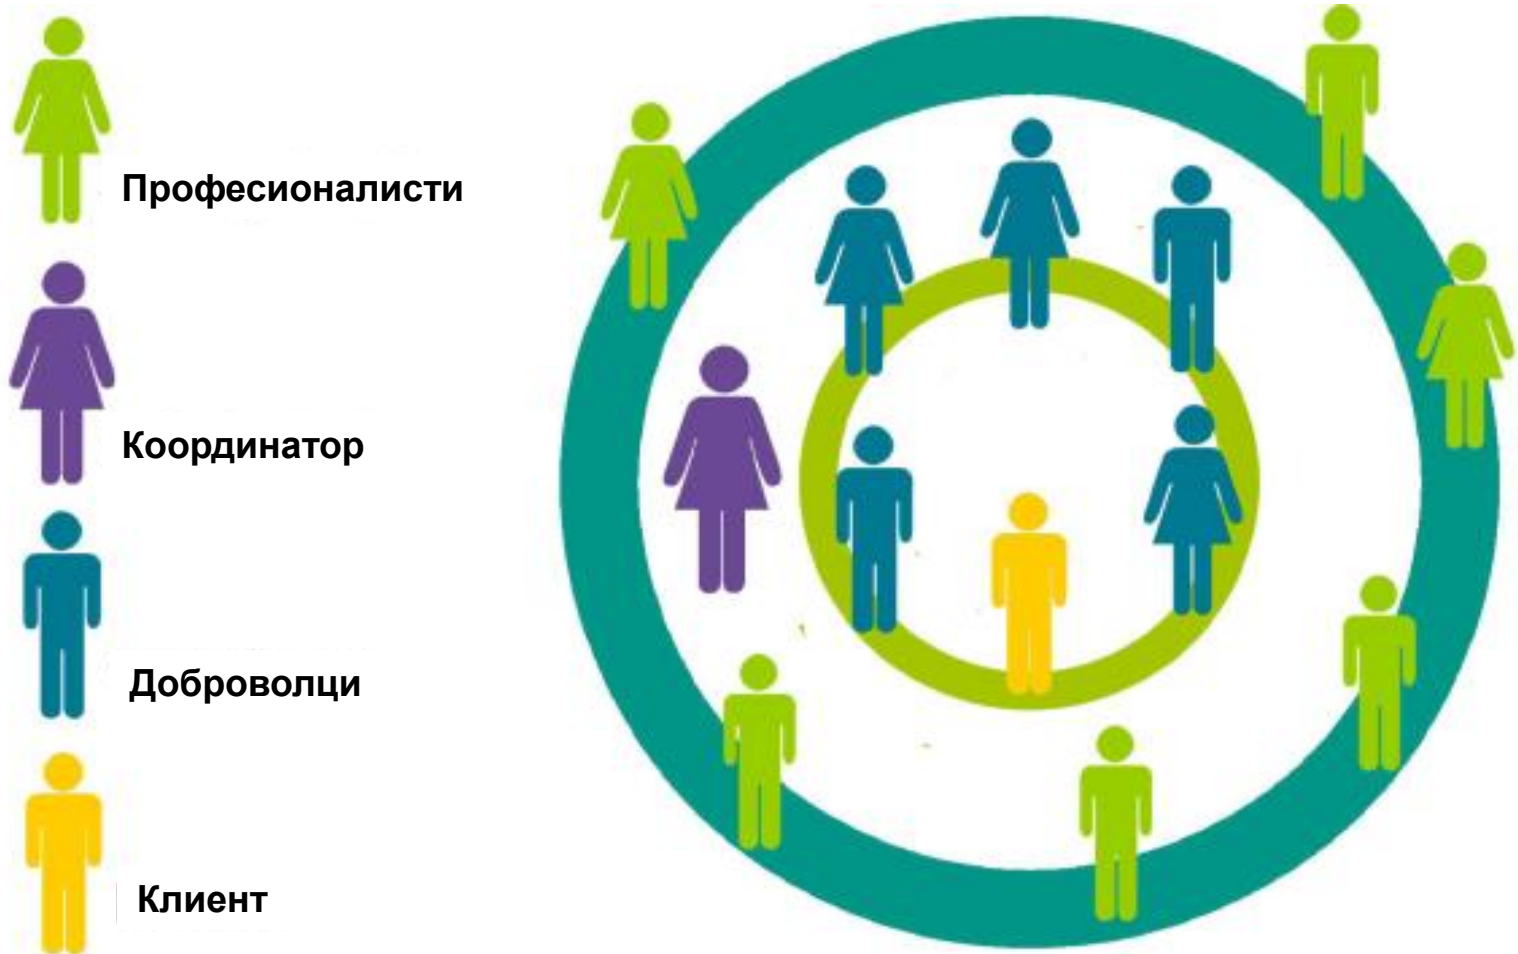 Професионалисти
Координатор
Доброволци
Клиент